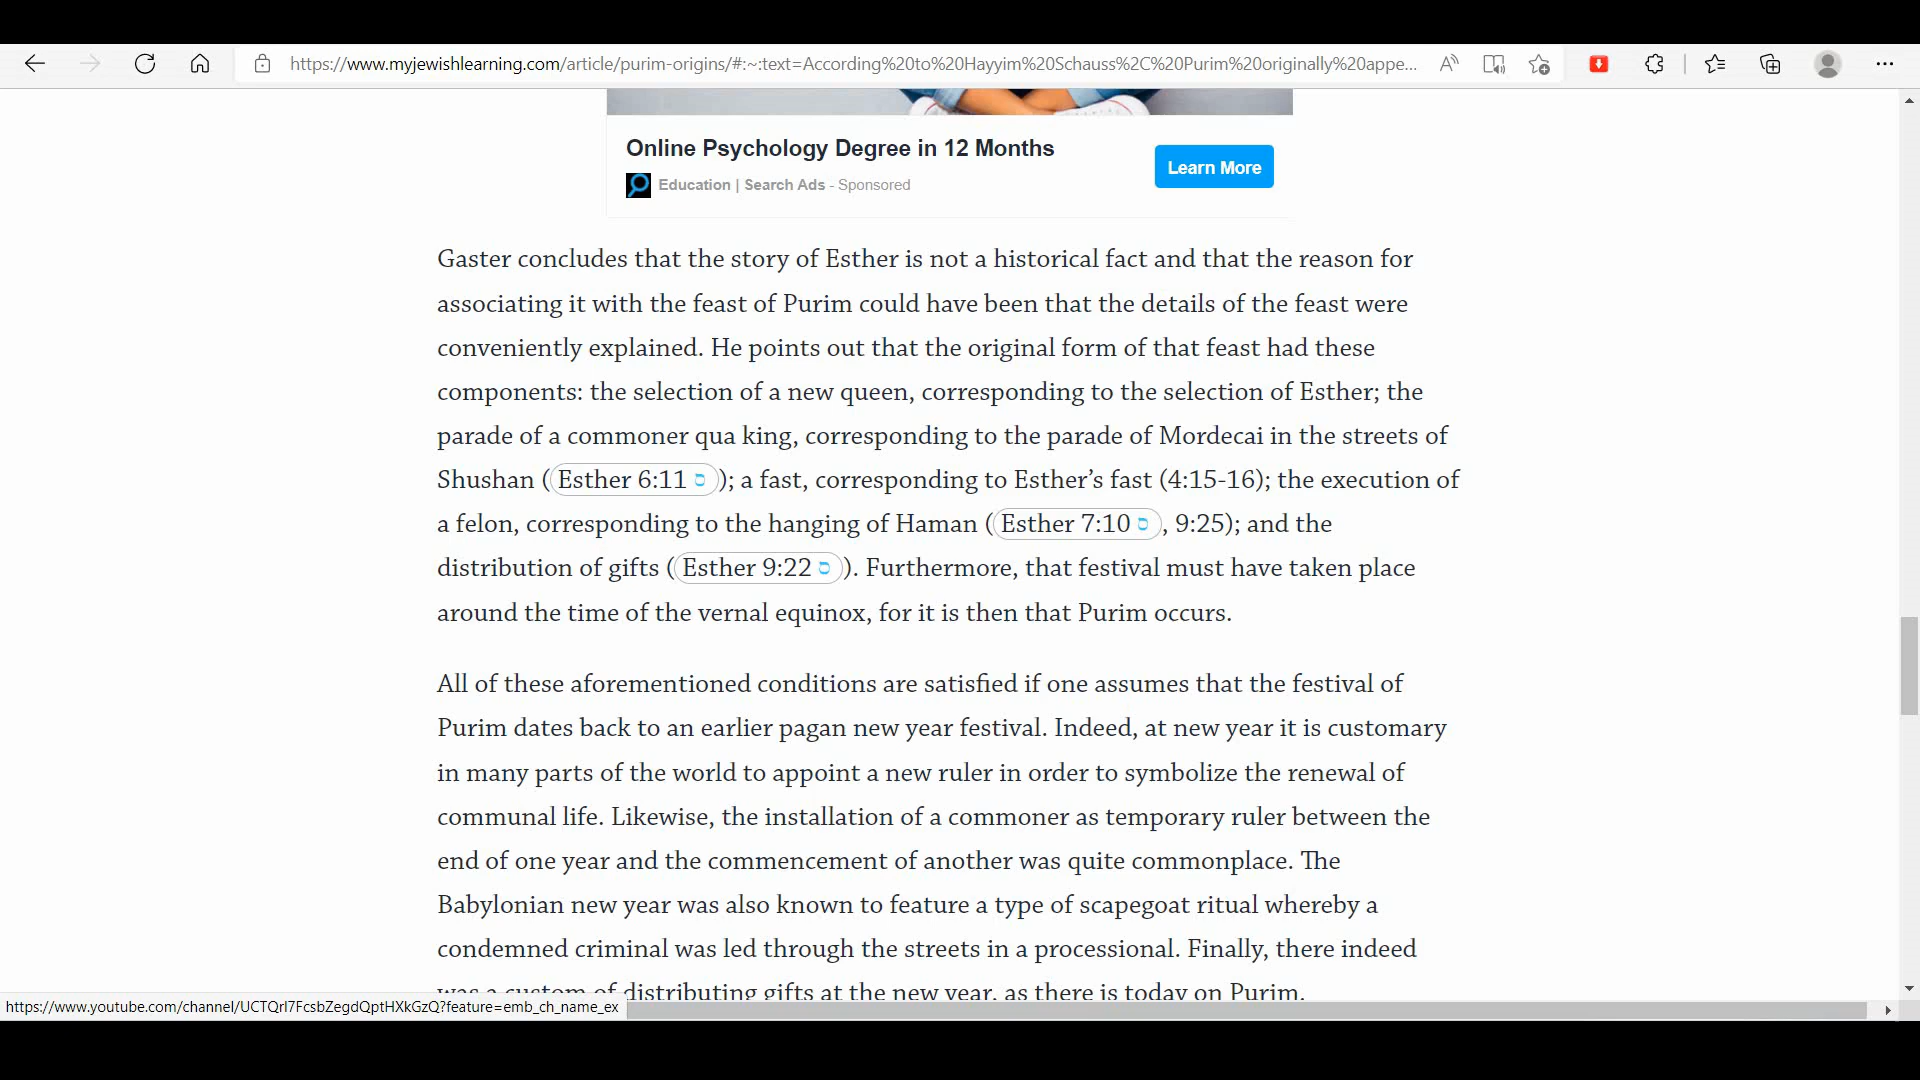 https://www.myjewishlearning.com/article/purim-origins/#:~:text=According%20to%20Hayyim%20Schauss%2C%20Purim%20originally%20appe...
Online Psychology Degree in 12 Months
Education | Search Ads - Sponsored
Learn More
Gaster concludes that the story of Esther is not a historical fact and that the reason for
associating it with the feast of Purim could have been that the details of the feast were
conveniently explained. He points out that the original form of that feast had these
components: the selection of a new queen, corresponding to the selection of Esther; the
parade of a commoner qua king, corresponding to the parade of Mordecai in the streets of
Shushan (Esther 6:11); a fast, corresponding to Esther’s fast (4:15-16); the execution of
a felon, corresponding to the hanging of Haman (Esther 7:10, 9:25); and the
distribution of gifts (Esther 9:22). Furthermore, that festival must have taken place
around the time of the vernal equinox, for it is then that Purim occurs.
All of these aforementioned conditions are satisfied if one assumes that the festival of
Purim dates back to an earlier pagan new year festival. Indeed, at new year it is customary
in many parts of the world to appoint a new ruler in order to symbolize the renewal of
communal life. Likewise, the installation of a commoner as temporary ruler between the
end of one year and the commencement of another was quite commonplace. The
Babylonian new year was also known to feature a type of scapegoat ritual whereby a
condemned criminal was led through the streets in a processional. Finally, there indeed
was a custom of distributing gifts at the new year, as there is today on Purim.
https://www.youtube.com/channel/UCTQrI7FcsbZegdQptHXkGzQ?feature=emb_ch_name_ex